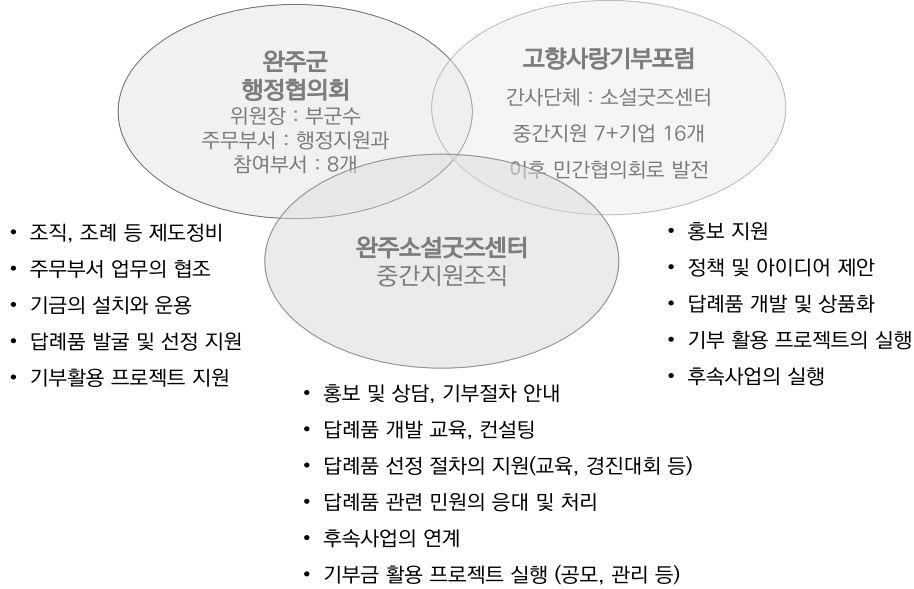 완주군
행정협의회
위원장 : 부군수
주무부서 : 행정지원과
참여부서 : 8개
고향사랑기부포럼
간사단체 : 소설굿즈센터
중간지원 7+기업 16개
이후 민간협의회로 발전
완주소설굿즈센터
중간지원조직
• 조직, 조례 등 제도정비
• 주무부서 업무의 협조
• 기금의 설치와 운용
• 답례품 발굴 및 선정 지원
• 기부활용 프로젝트 지원
• 홍보 지원
• 정책 및 아이디어 제안
• 답례품 개발 및 상품화
• 기부 활용 프로젝트의 실행
• 후속사업의 실행
• 홍보 및 상담, 기부절차 안내
• 답례품 개발 교육, 컨설팅
• 답례품 선정 절차의 지원(교육, 경진대회 등)
• 답례품 관련 민원의 응대 및 처리
• 후속사업의 연계
• 기부금 활용 프로젝트 실행 (공모, 관리 등)